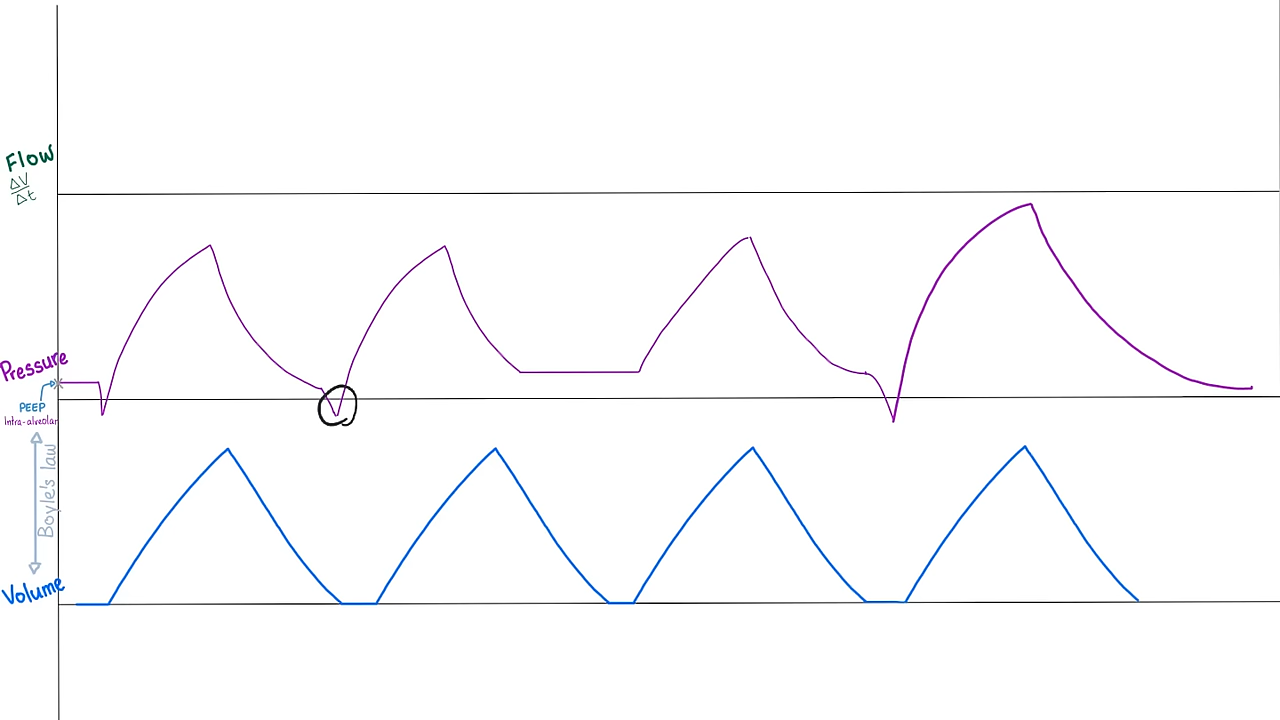 Flow
ΔV
Δt
Pressure
PEEP
Intra-alveolar
Boyle's law
Volume